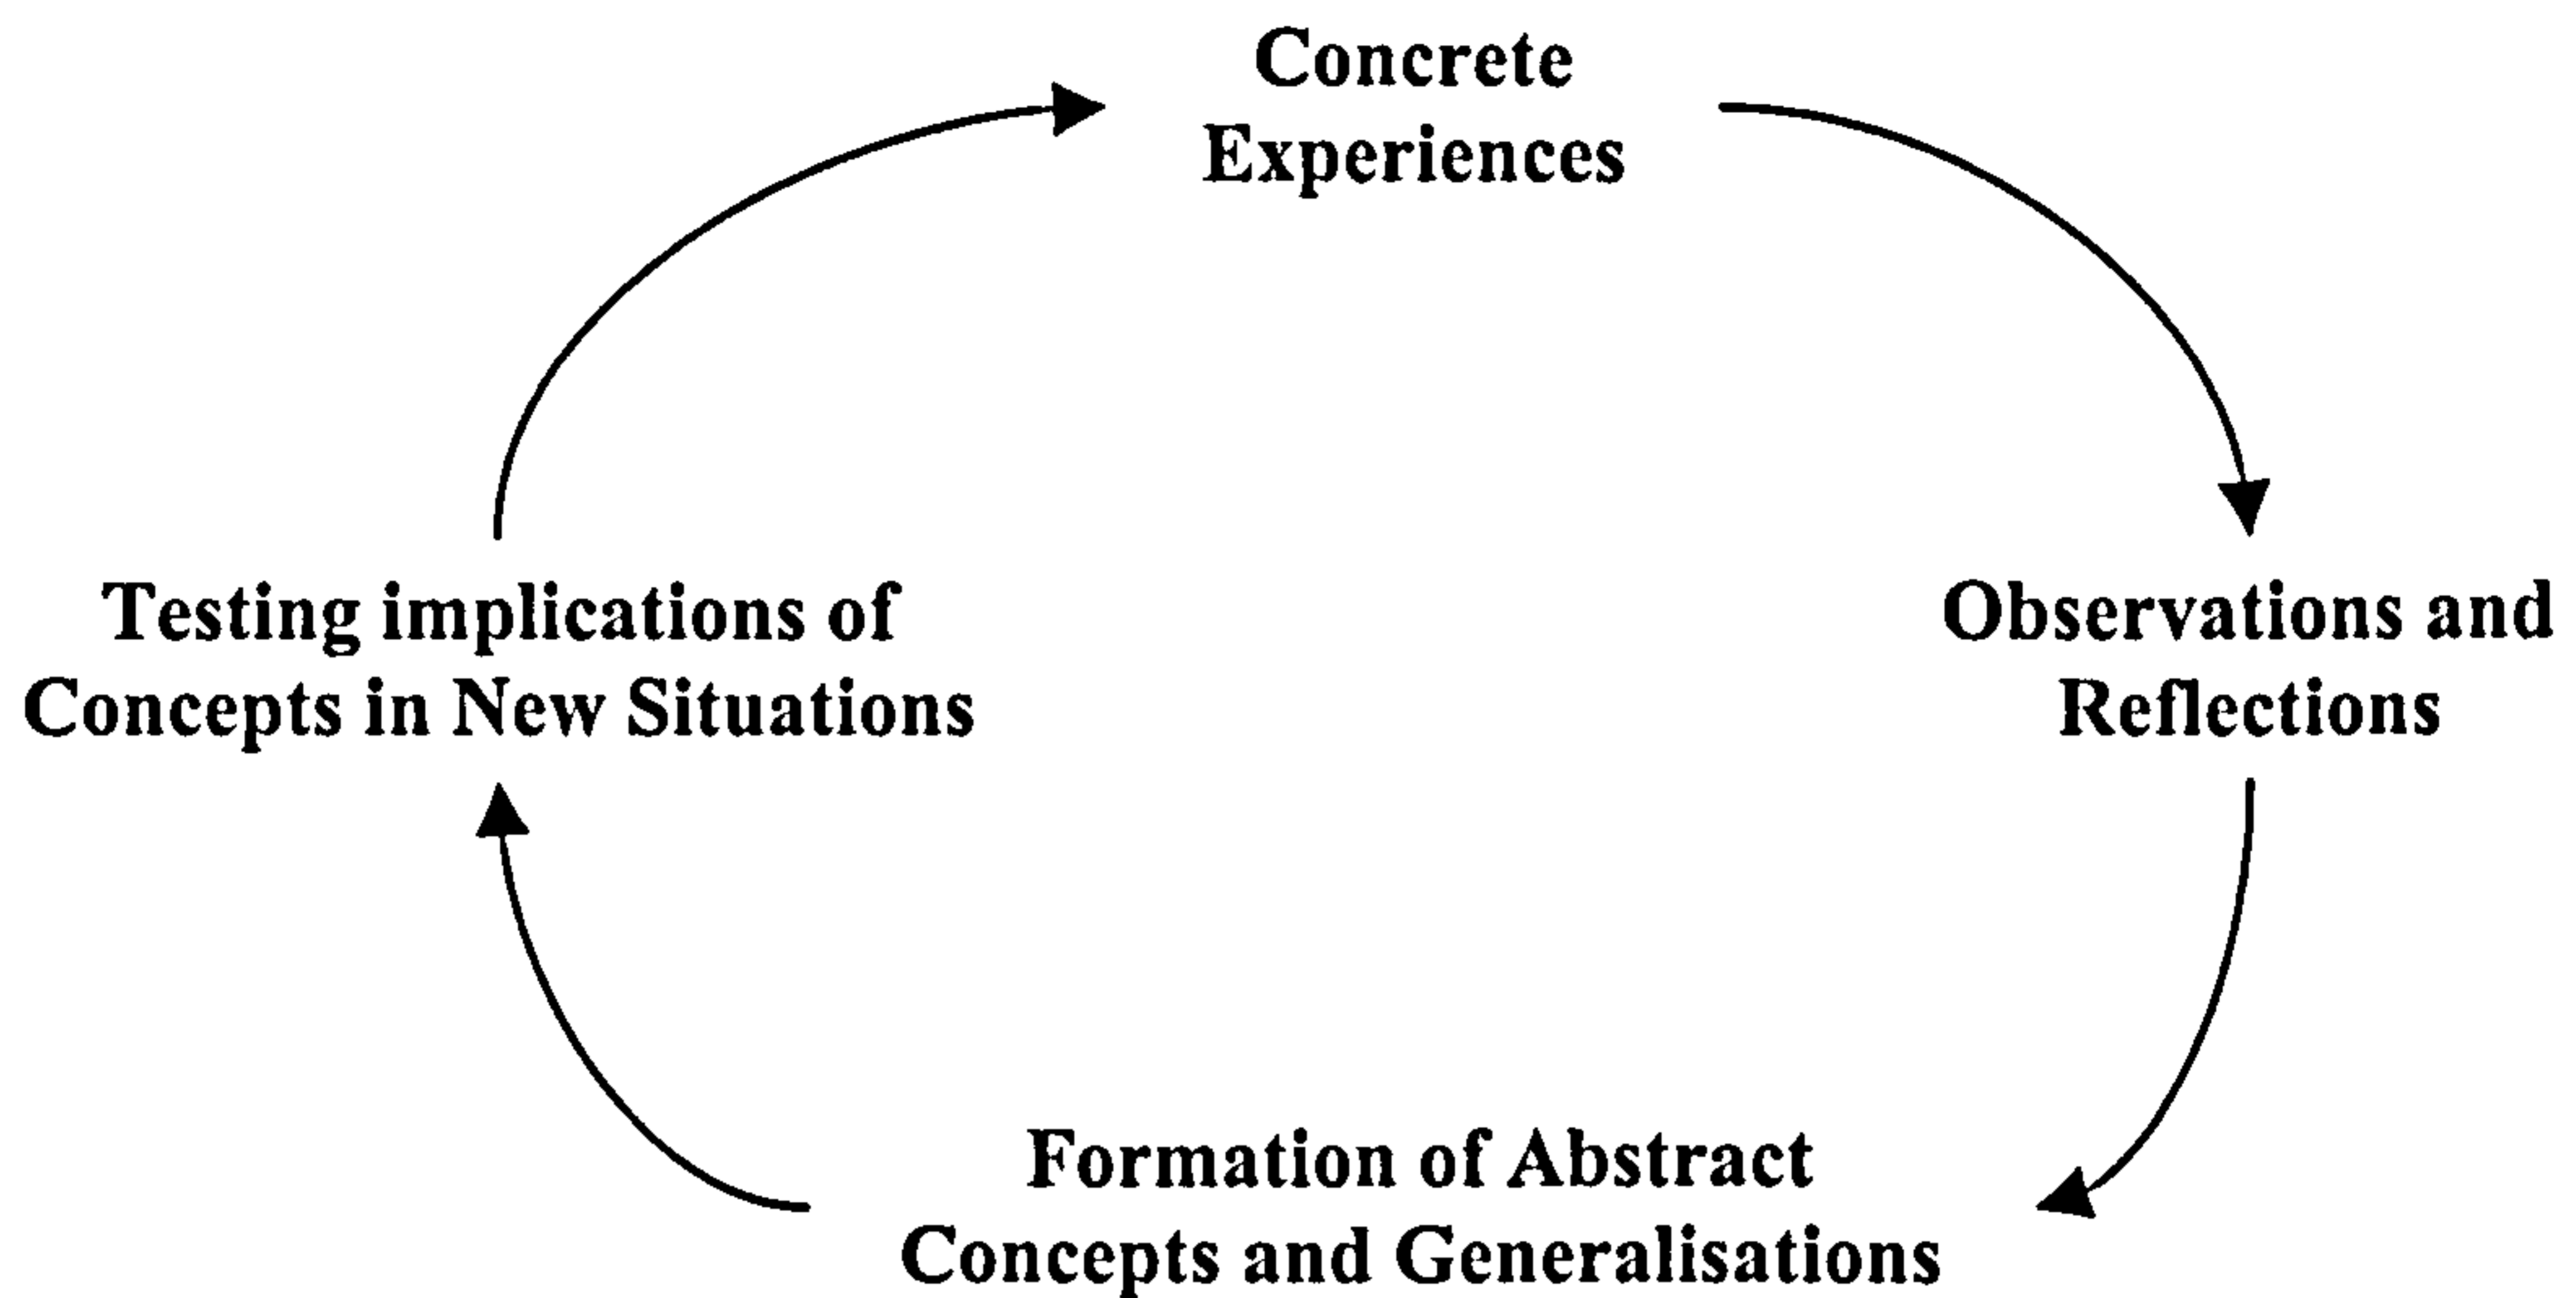 Concrete
Experiences
Observations and
Reflections
Formation of Abstract
Concepts and Generalisations
Testing implications of
Concepts in New Situations